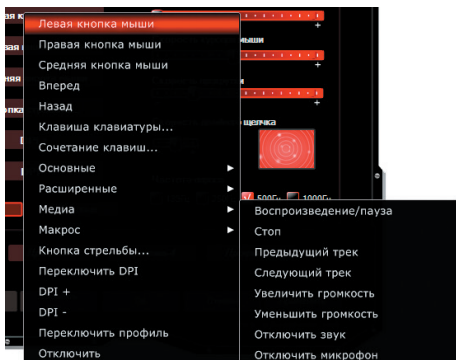 Левая кнопка мыши
Правая кнопка мыши
Средняя кнопка мыши
Вперед
Назад
Клавиша клавиатуры...
Сочетание клавиш...
Основные
Расширенные
Медиа
Макрос
Кнопка стрельбы...
Переключить DPI
DPI +
DPI -
Переключить профиль
Отключить
+
+
щелчка
500Гц
1000Гц
Воспроизведение/пауза
Стоп
Предыдущий трек
Следующий трек
Увеличить громкость
Уменьшить громкость
Отключить звук
Отключить микрофон